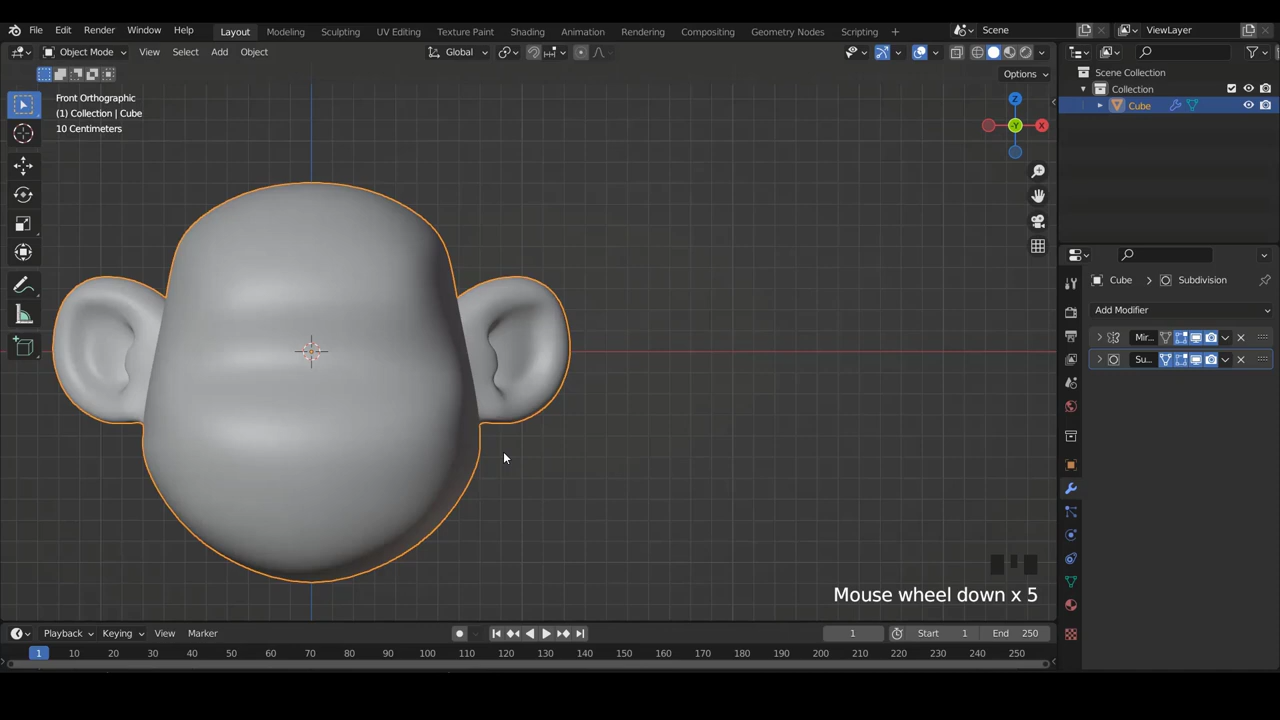 File Edit Render Window Help Layout Modeling Sculpting UV Editing Texture Paint Shading Animation Rendering Compositing Geometry Nodes Scripting Scene ViewLayer
Object Mode View Select Add Object Global
Options
Front Orthographic
(1) Collection | Cube
10 Centimeters
Z
-Y
X
Scene Collection
Collection
Cube
Cube > Subdivision
Add Modifier
Mir...
Su...
Mouse wheel down x 5
Playback Keying View Marker 1 Start 1 End 250
1 10 20 30 40 50 60 70 80 90 100 110 120 130 140 150 160 170 180 190 200 210 220 230 240 250